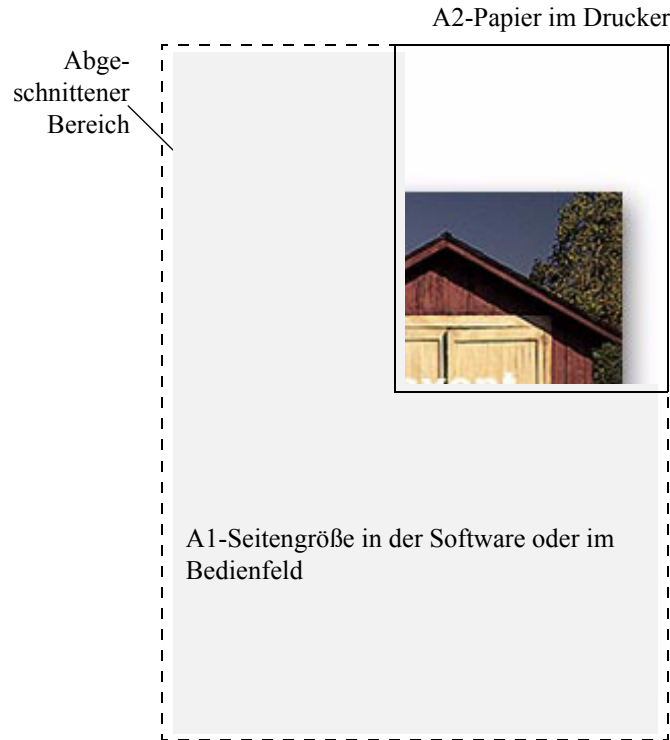 A2-Papier im Drucker
Abge-
schnittener
Bereich
A1-Seitengröße in der Software oder im
Bedienfeld